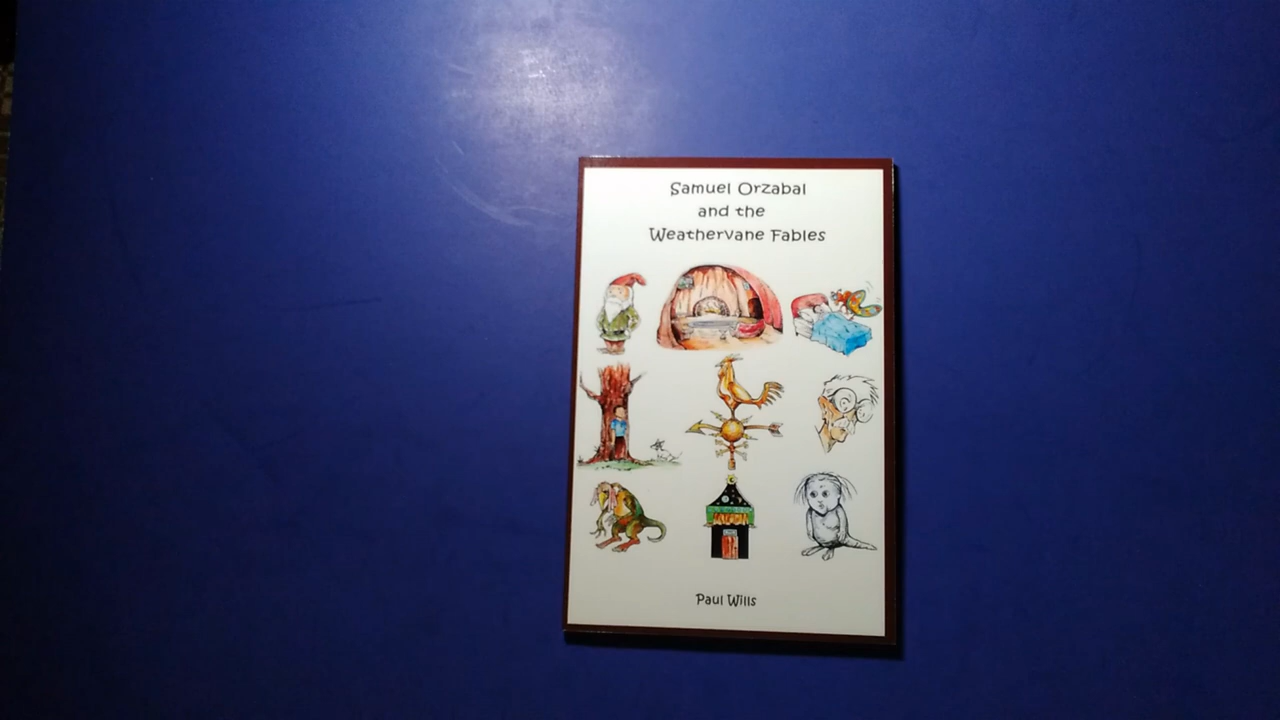 Samuel Orzabal
and the
Weathervane Fables
Paul Wills